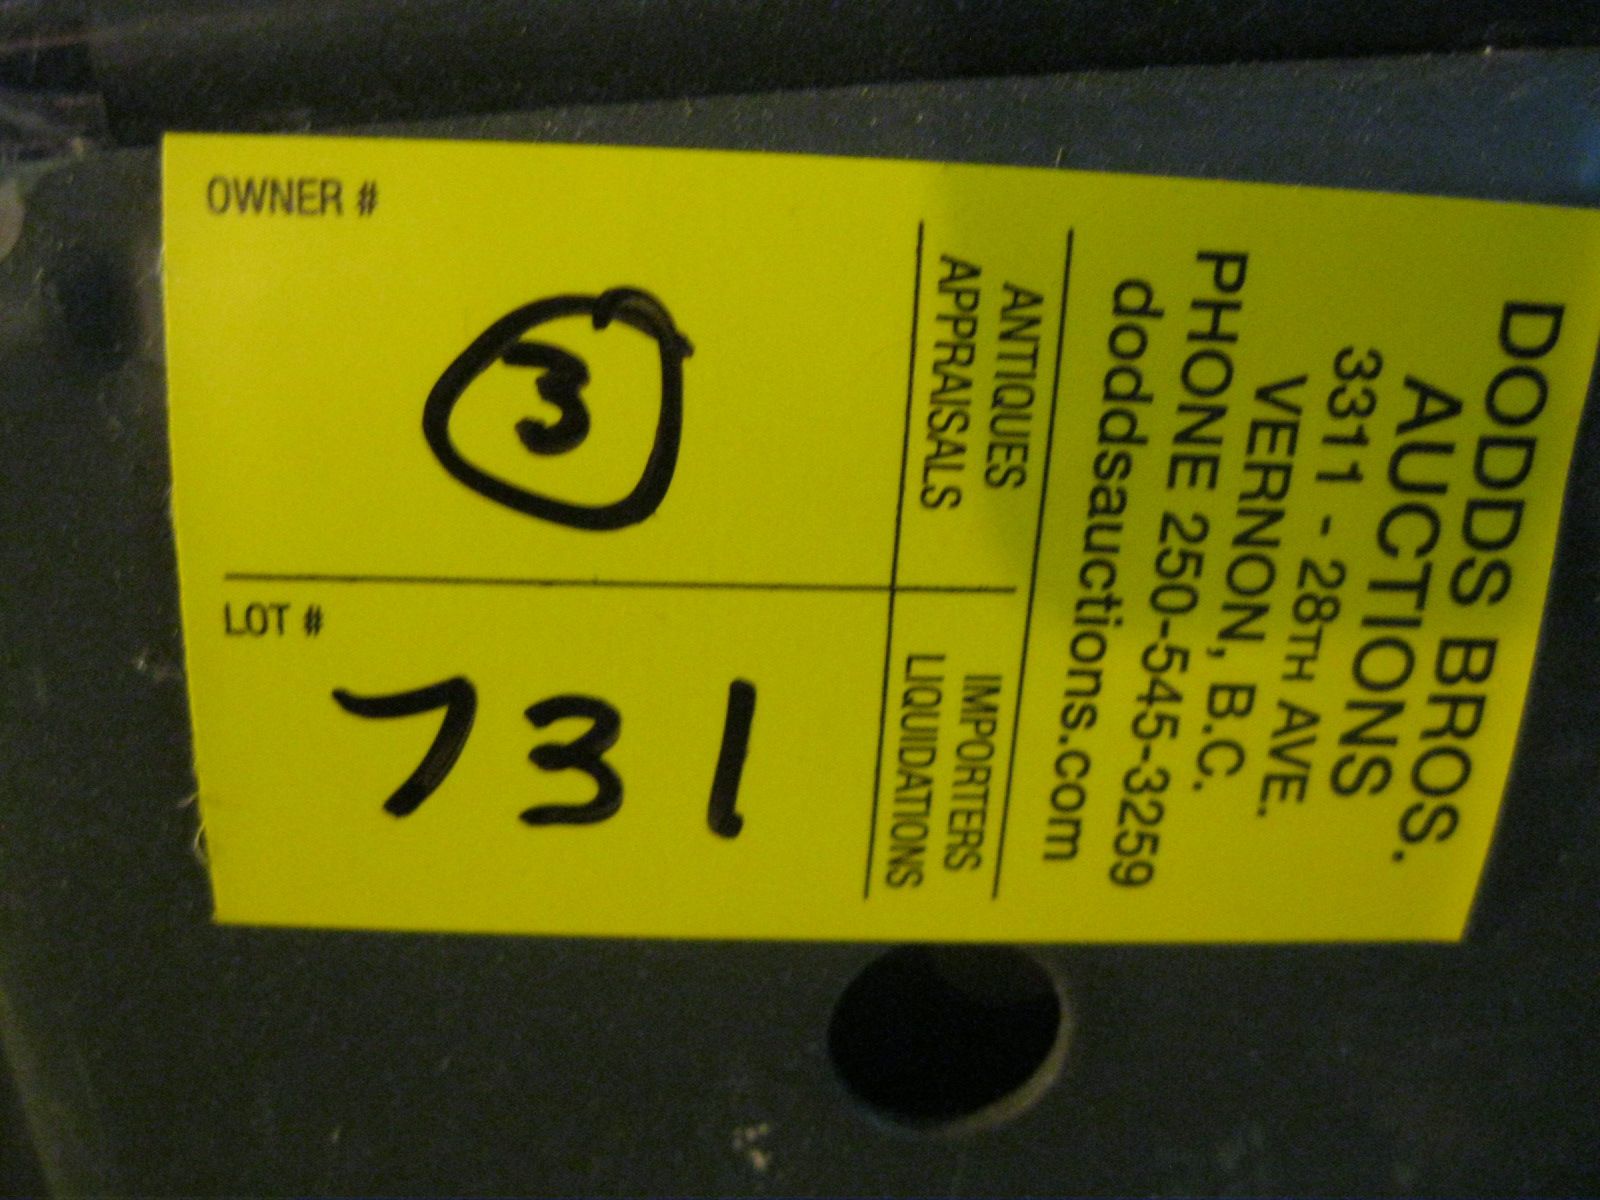 DODDS BROS.
AUCTIONS
3311 - 28TH AVE.
VERNON, B.C.
PHONE 250-545-3259
doddsauctions.com
ANTIQUES
APPRAISALS
IMPORTERS
LIQUIDATIONS
OWNER #
3
LOT #
731